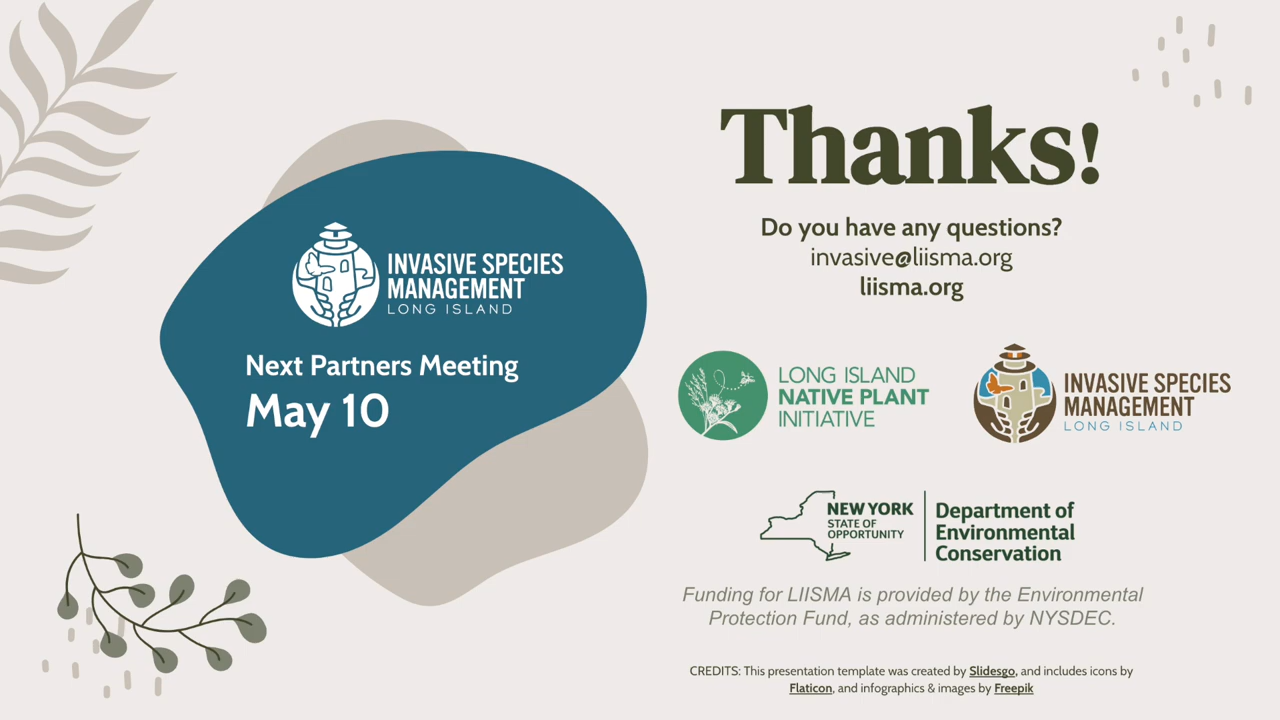 INVASIVE SPECIES
MANAGEMENT
LONG ISLAND
Next Partners Meeting
May 10
Thanks!
Do you have any questions?
invasive@liisma.org
liisma.org
LONG ISLAND
NATIVE PLANT
INITIATIVE
INVASIVE SPECIES
MANAGEMENT
LONG ISLAND
NEW YORK
STATE OF
OPPORTUNITY
Department of
Environmental
Conservation
Funding for LIISMA is provided by the Environmental
Protection Fund, as administered by NYSDEC.
CREDITS: This presentation template was created by Slidesgo, and includes icons by
Flaticon, and infographics & images by Freepik